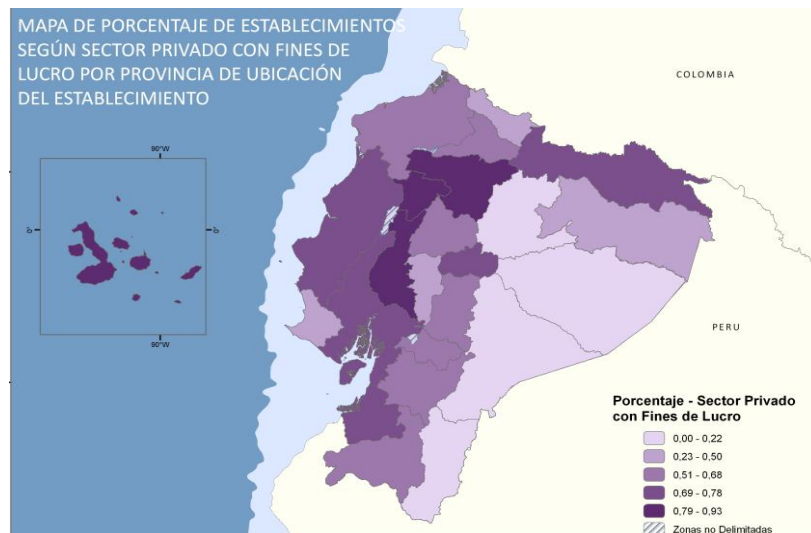 MAPA DE PORCENTAJE DE ESTABLECIMIENTOS
SEGÚN SECTOR PRIVADO CON FINES DE
LUCRO POR PROVINCIA DE UBICACIÓN
DEL ESTABLECIMIENTO
COLOMBIA
90°W
0°
0°
90°W
PERU
Porcentaje - Sector Privado
con Fines de Lucro
0,00 - 0,22
0,23 - 0,50
0,51 - 0,68
0,69 - 0,78
0,79 - 0,93
Zonas no Delimitadas